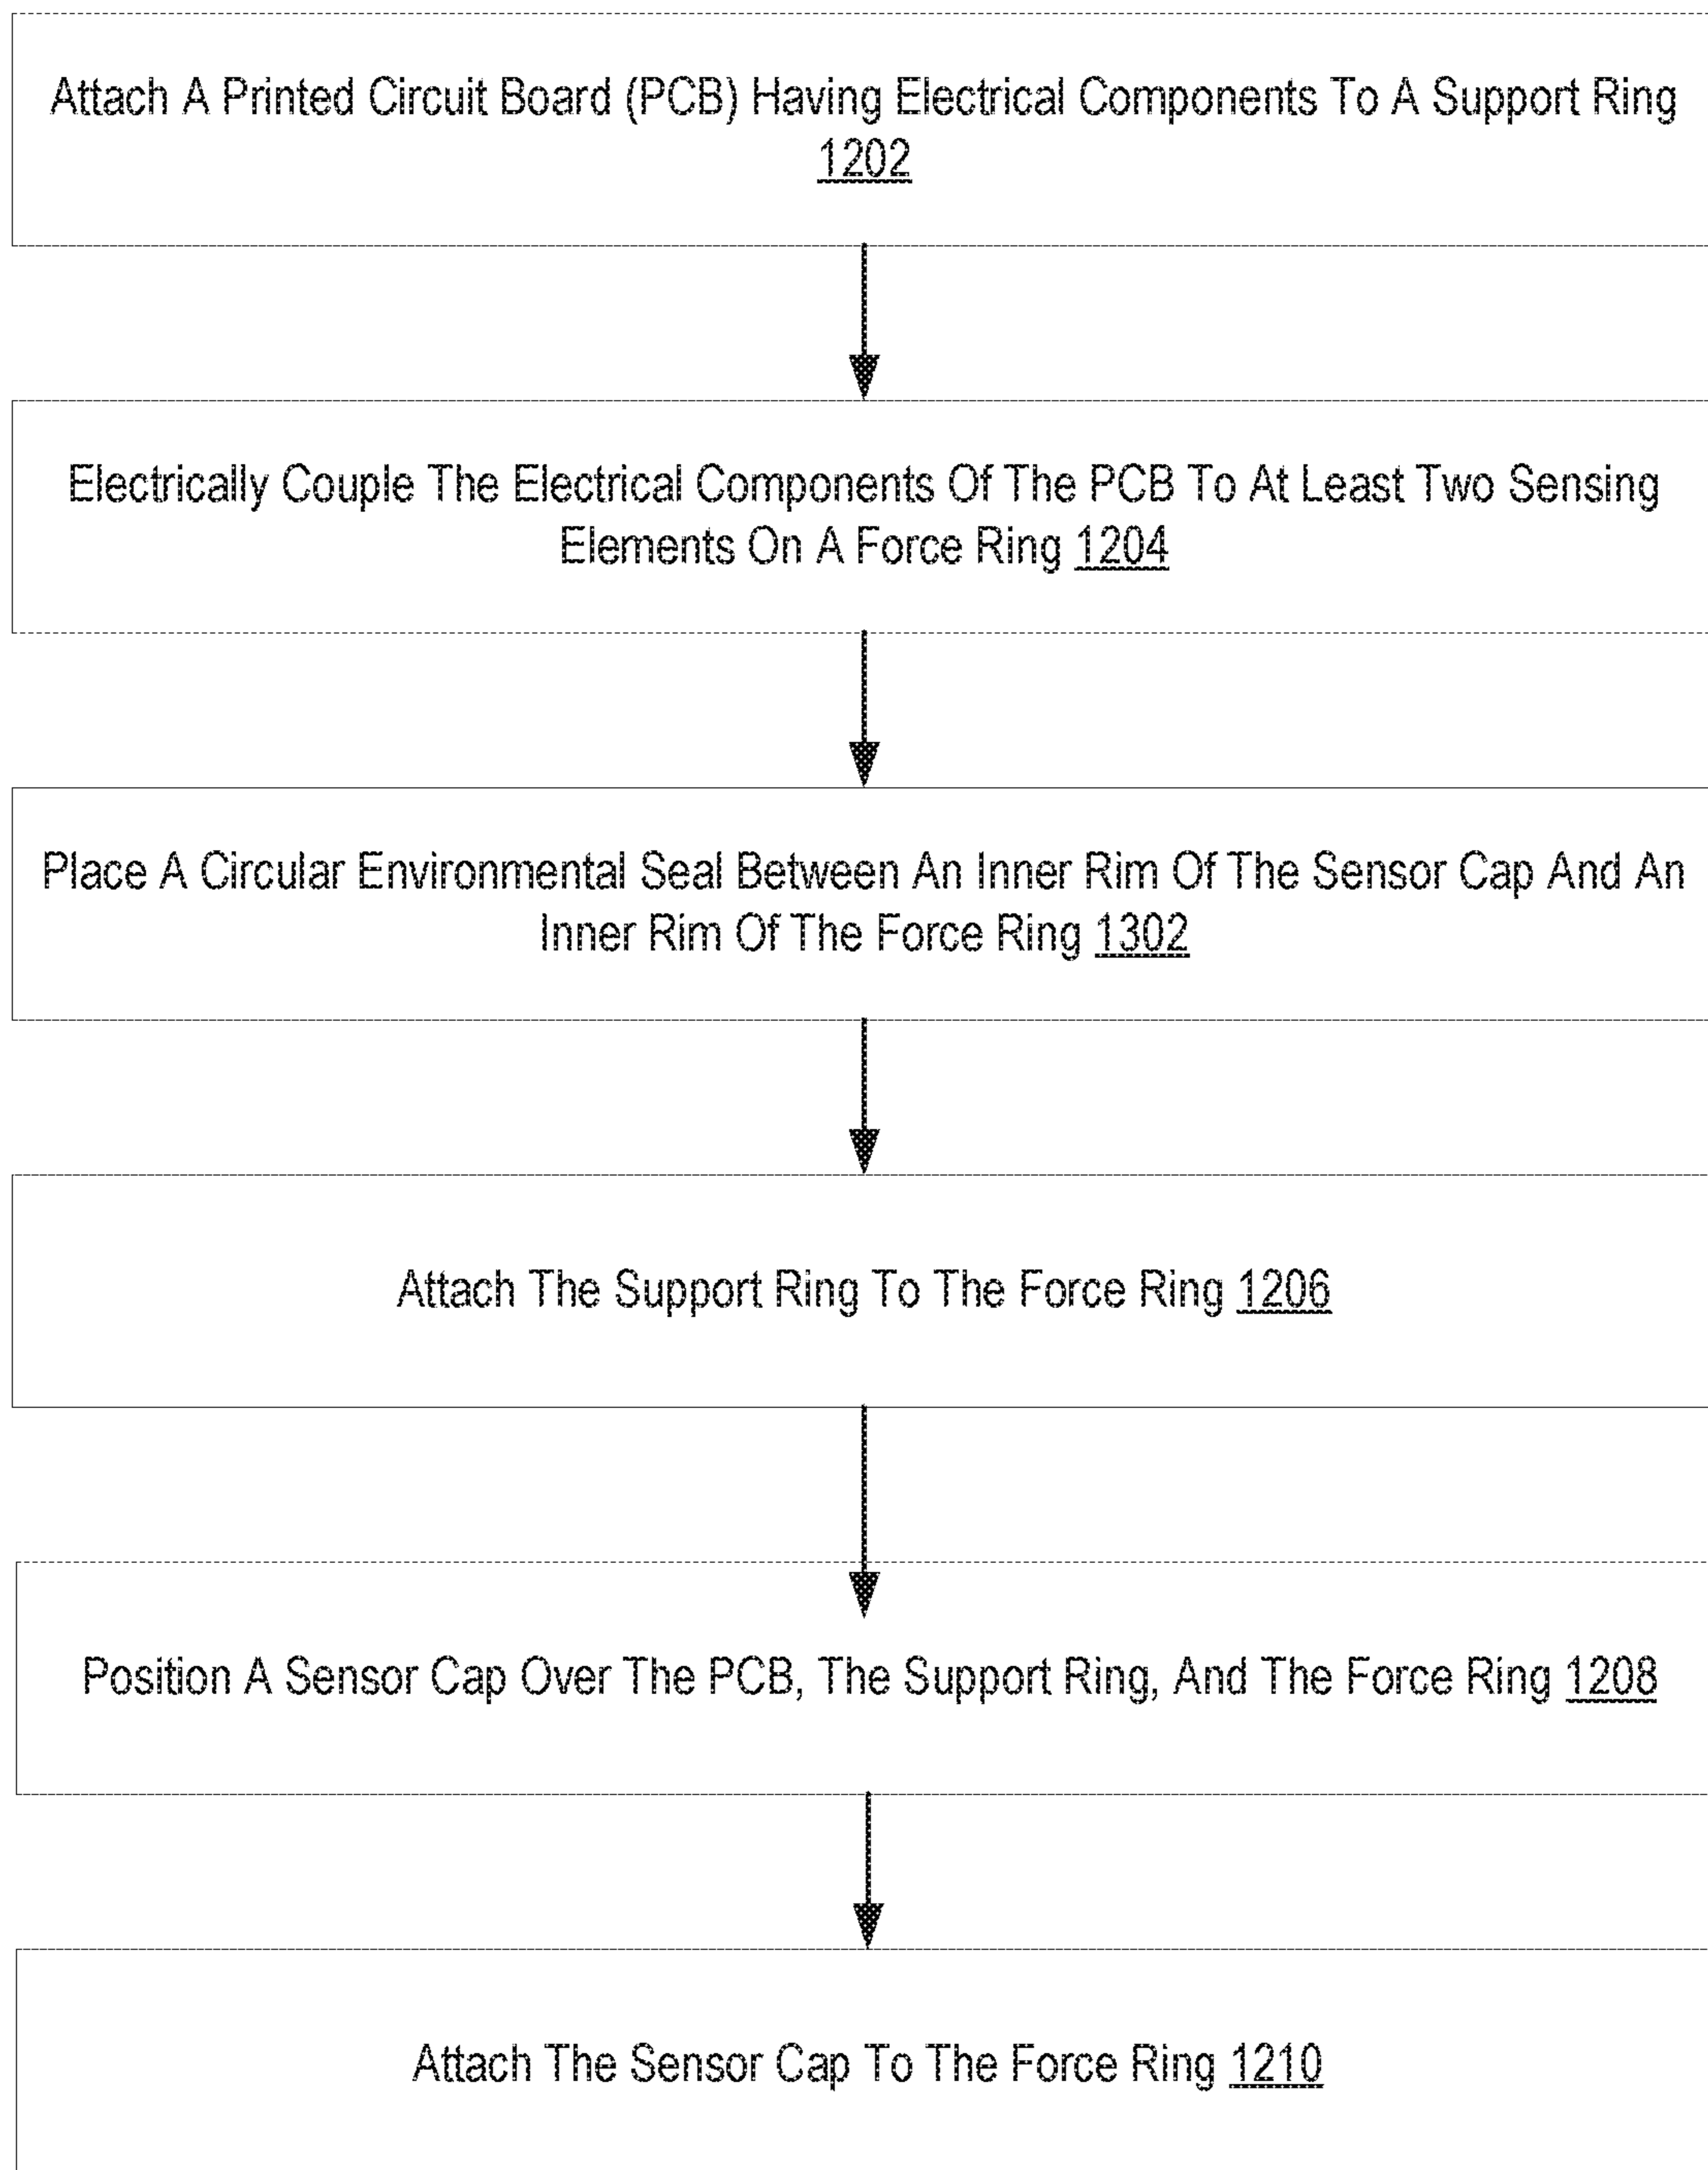 Attach A Printed Circuit Board (PCB) Having Electrical Components To A Support Ring
1202
Electrically Couple The Electrical Components Of The PCB To At Least Two Sensing
Elements On A Force Ring 1204
Place A Circular Environmental Seal Between An Inner Rim Of The Sensor Cap And An
Inner Rim Of The Force Ring 1302
Attach The Support Ring To The Force Ring 1206
Position A Sensor Cap Over The PCB, The Support Ring, And The Force Ring 1208
Attach The Sensor Cap To The Force Ring 1210